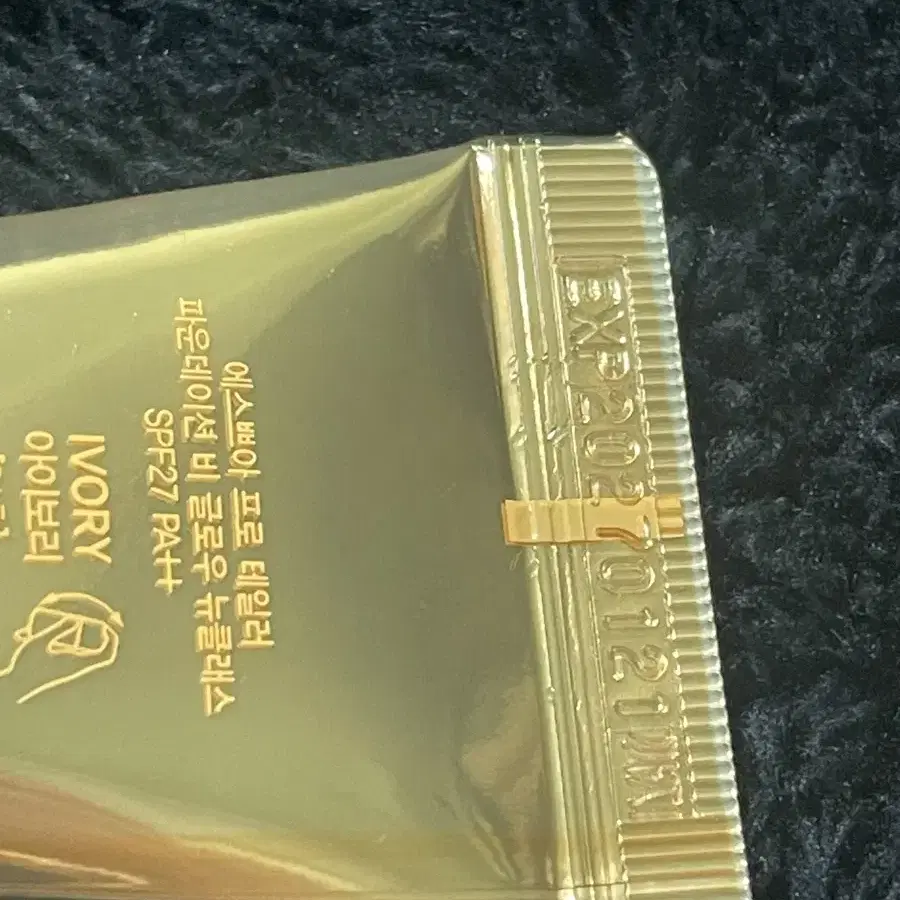 EXP20270121
에스쁘아 프로 테일러
파운데이션 비 글로우 뉴클래스
SPF27 PA++
IVORY
아이보리